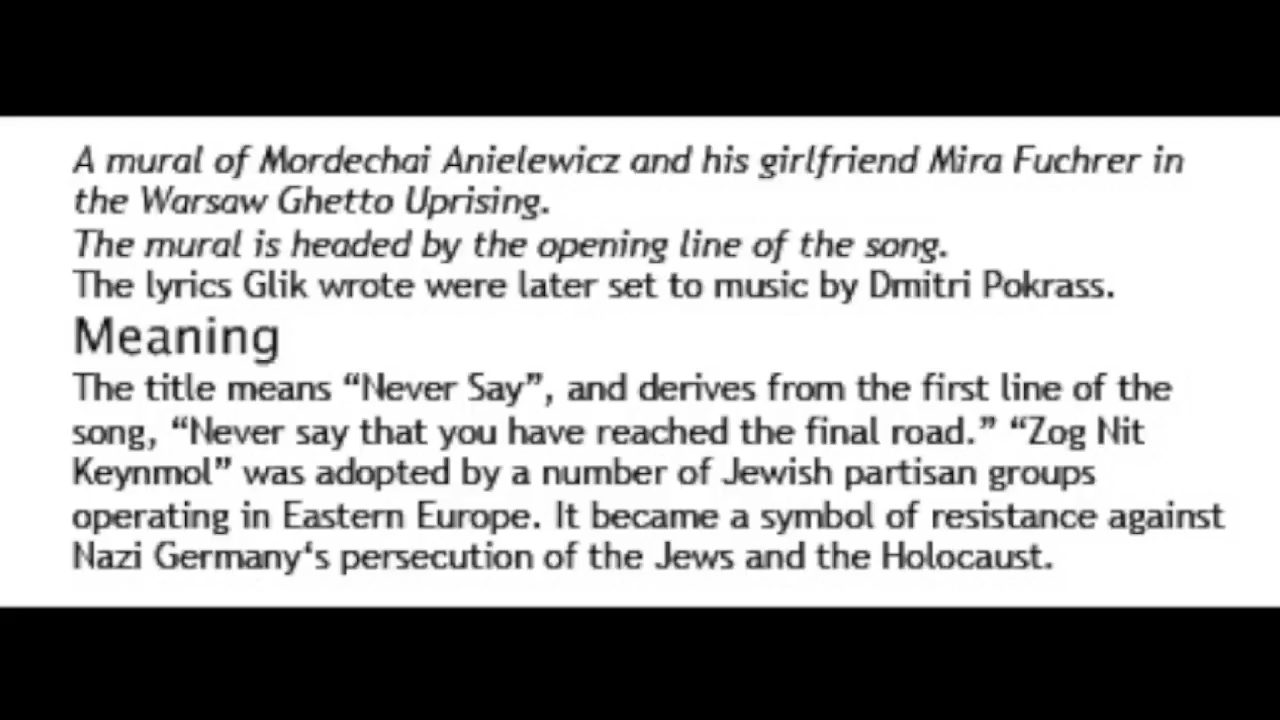 A mural of Mordechai Anielewicz and his girlfriend Mira Fuchrer in
the Warsaw Ghetto Uprising.
The mural is headed by the opening line of the song.
The lyrics Glik wrote were later set to music by Dmitri Pokrass.
Meaning
The title means “Never Say”, and derives from the first line of the
song, “Never say that you have reached the final road.” “Zog Nit
Keynmol” was adopted by a number of Jewish partisan groups
operating in Eastern Europe. It became a symbol of resistance against
Nazi Germany‘s persecution of the Jews and the Holocaust.